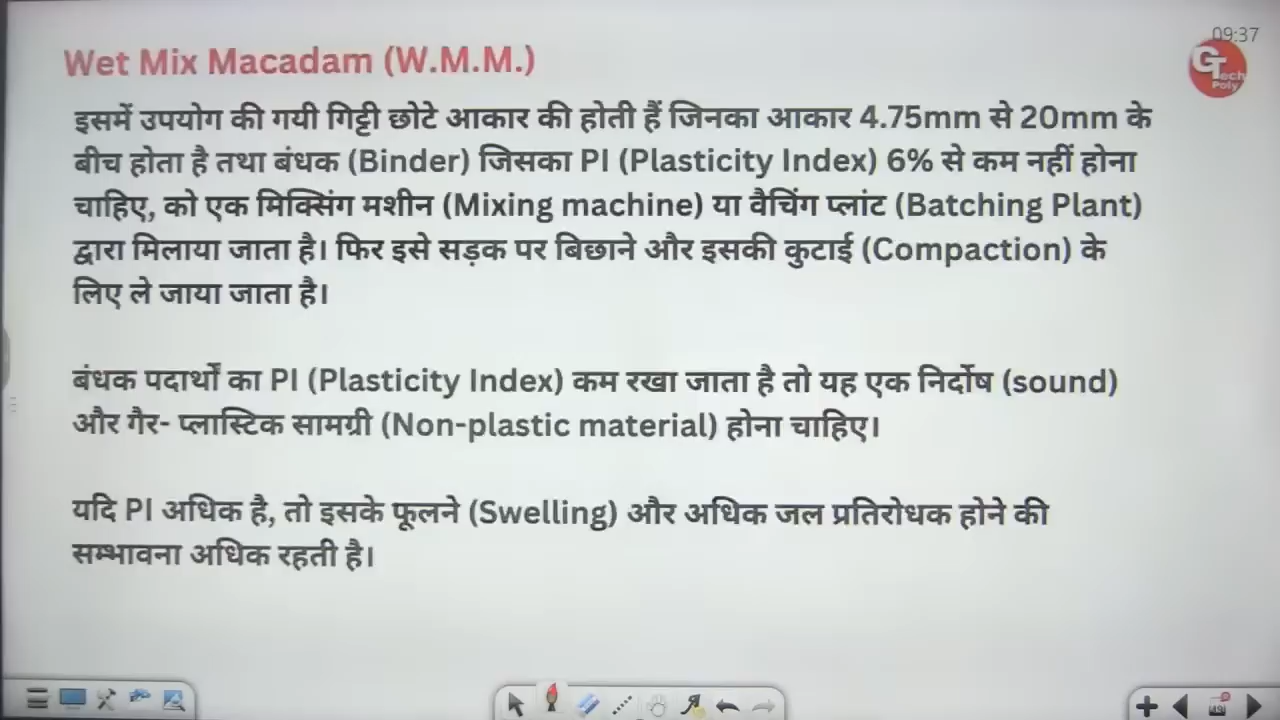 09:37
Wet Mix Macadam (W.M.M.)
GTech Poly
इसमें उपयोग की गयी गिट्टी छोटे आकार की होती हैं जिनका आकार 4.75mm से 20mm के
बीच होता है तथा बंधक (Binder) जिसका PI (Plasticity Index) 6% से कम नहीं होना
चाहिए, को एक मिक्सिंग मशीन (Mixing machine) या वैचिंग प्लांट (Batching Plant)
द्वारा मिलाया जाता है। फिर इसे सड़क पर बिछाने और इसकी कुटाई (Compaction) के
लिए ले जाया जाता है।
बंधक पदार्थों का PI (Plasticity Index) कम रखा जाता है तो यह एक निर्दोष (sound)
और गैर- प्लास्टिक सामग्री (Non-plastic material) होना चाहिए।
यदि PI अधिक है, तो इसके फूलने (Swelling) और अधिक जल प्रतिरोधक होने की
सम्भावना अधिक रहती है।